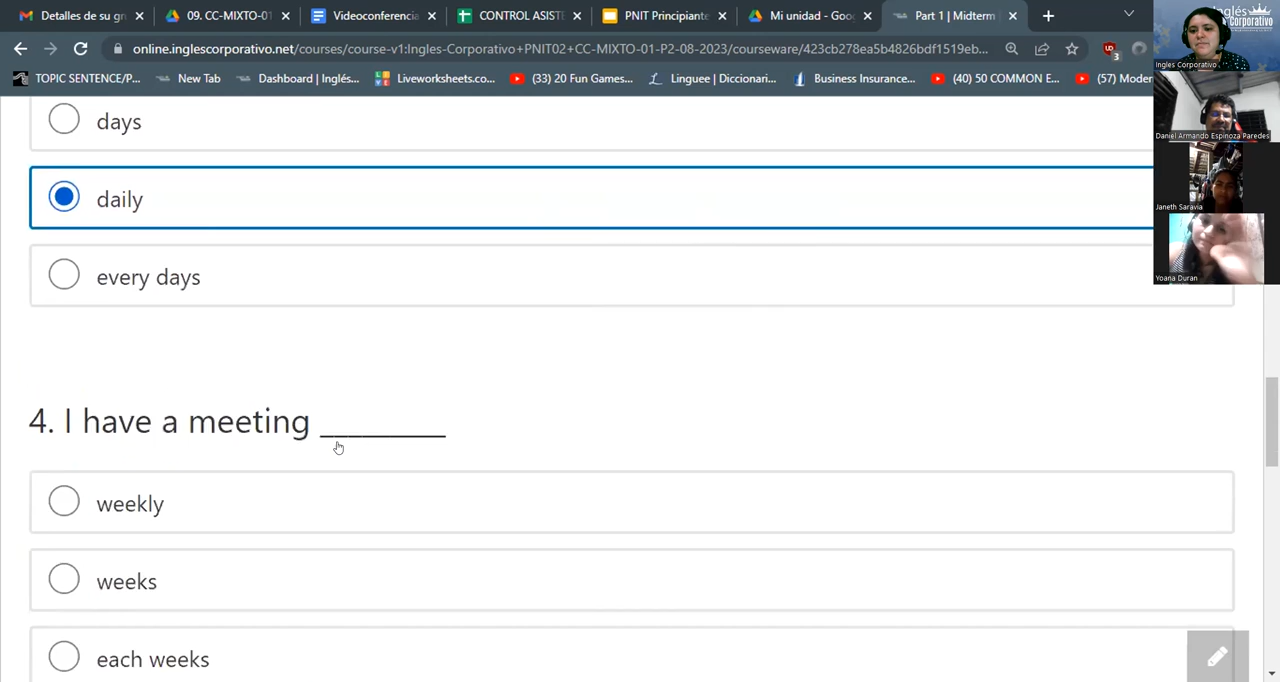 Detalles de su gr
09. CC-MIXTO-01
Videoconferencia
CONTROL ASIST
PNIT Principiante
Mi unidad - Goo
Part 1 | Midterm
online.inglescorporativo.net/courses/course-v1:Ingles-Corporativo+PNIT02+CC-MIXTO-01-P2-08-2023/courseware/423cb278ea5b4826bdf1519eb...
3
TOPIC SENTENCE/P...
New Tab
Dashboard | Inglés...
Liveworksheets.co...
(33) 20 Fun Games...
Linguee | Diccionari...
Business Insurance...
(40) 50 COMMON E...
(57) Moder
Inglés
Corporativo
Ingles Corporativo
Daniel Armando Espinoza Paredes
Janeth Saravia
Yoana Duran
days
daily
every days
4. I have a meeting _________
weekly
weeks
each weeks